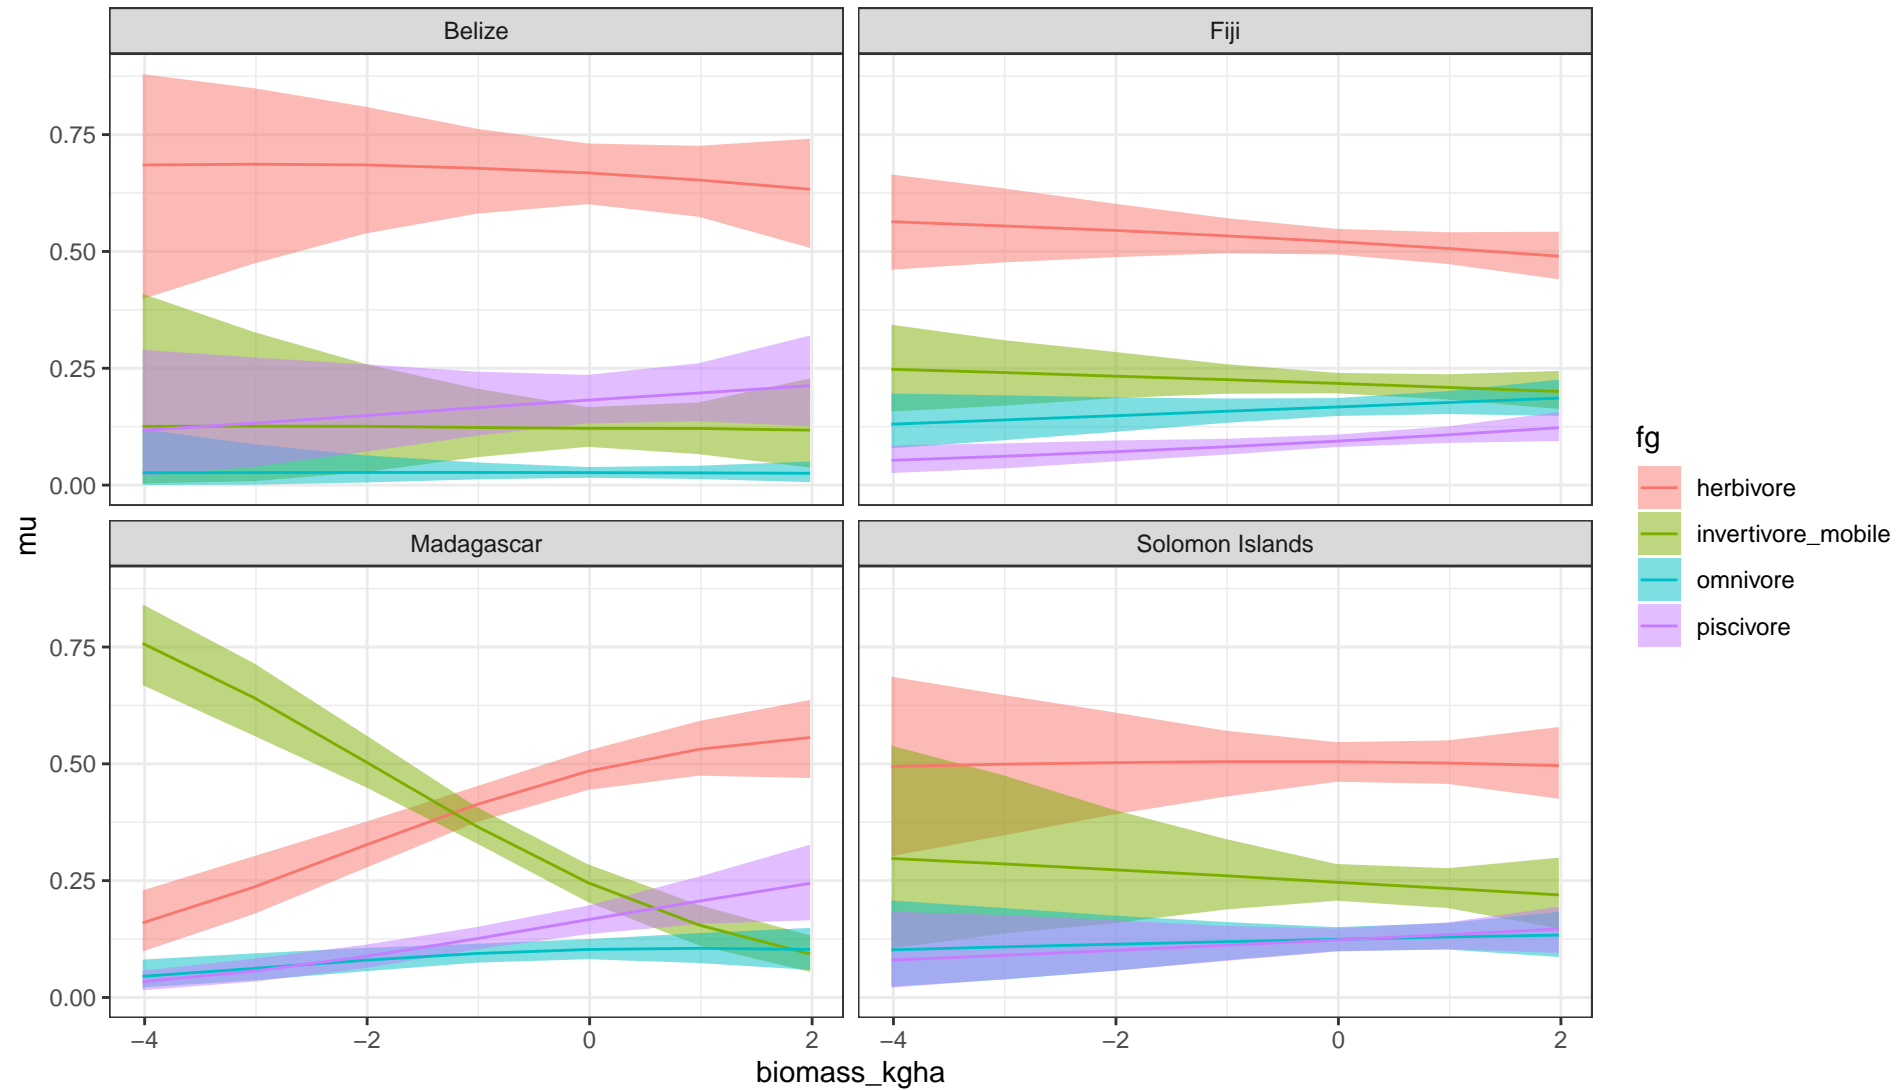 Belize
Fiji
0.75
0.50
0.25
0.00
mu
Madagascar
Solomon Islands
0.75
0.50
0.25
0.00
−4
−2
0
2
−4
−2
0
2
biomass_kgha
fg
herbivore
invertivore_mobile
omnivore
piscivore